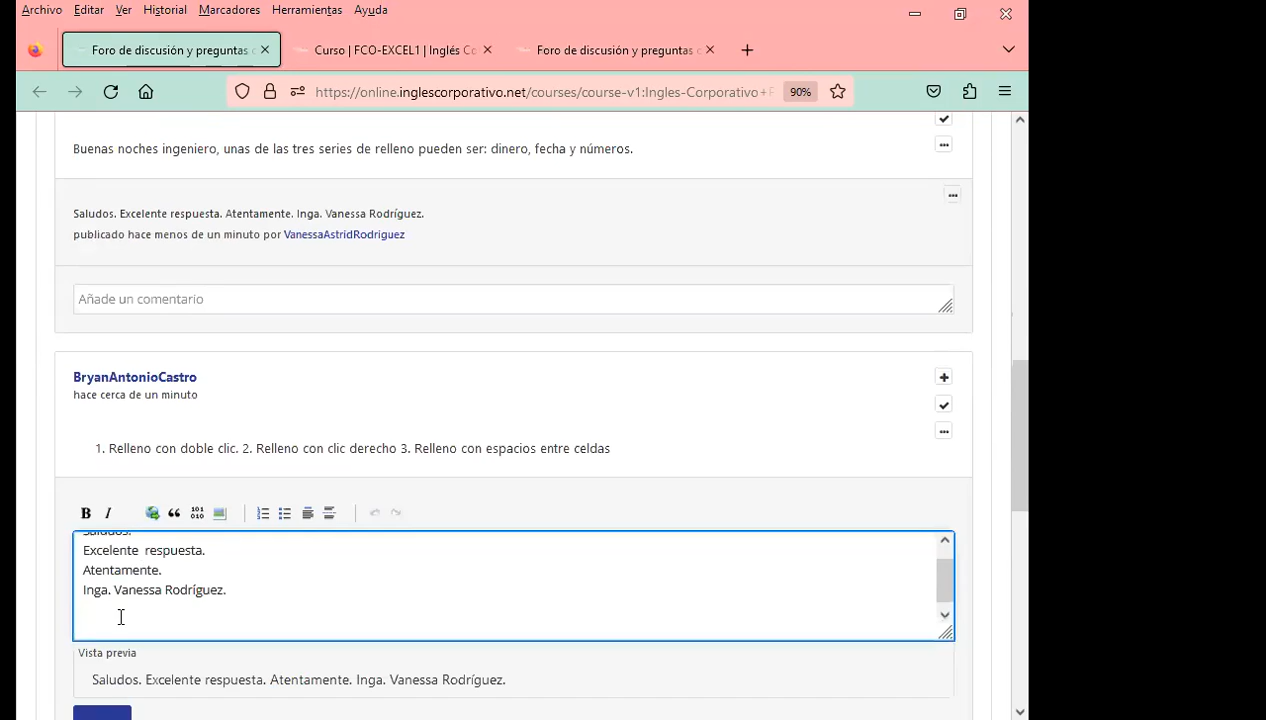 Archivo Editar Ver Historial Marcadores Herramientas Ayuda
Foro de discusión y preguntas Curso | FCO-EXCEL1 | Inglés Co Foro de discusión y preguntas
https://online.inglescorporativo.net/courses/course-v1:Ingles-Corporativo+F 90%
Buenas noches ingeniero, unas de las tres series de relleno pueden ser: dinero, fecha y números.
Saludos. Excelente respuesta. Atentamente. Inga. Vanessa Rodríguez.
publicado hace menos de un minuto por VanessaAstridRodriguez
Añade un comentario
BryanAntonioCastro
hace cerca de un minuto
1. Relleno con doble clic. 2. Relleno con clic derecho 3. Relleno con espacios entre celdas
B I
Saludos.
Excelente respuesta.
Atentamente.
Inga. Vanessa Rodríguez.
Vista previa
Saludos. Excelente respuesta. Atentamente. Inga. Vanessa Rodríguez.